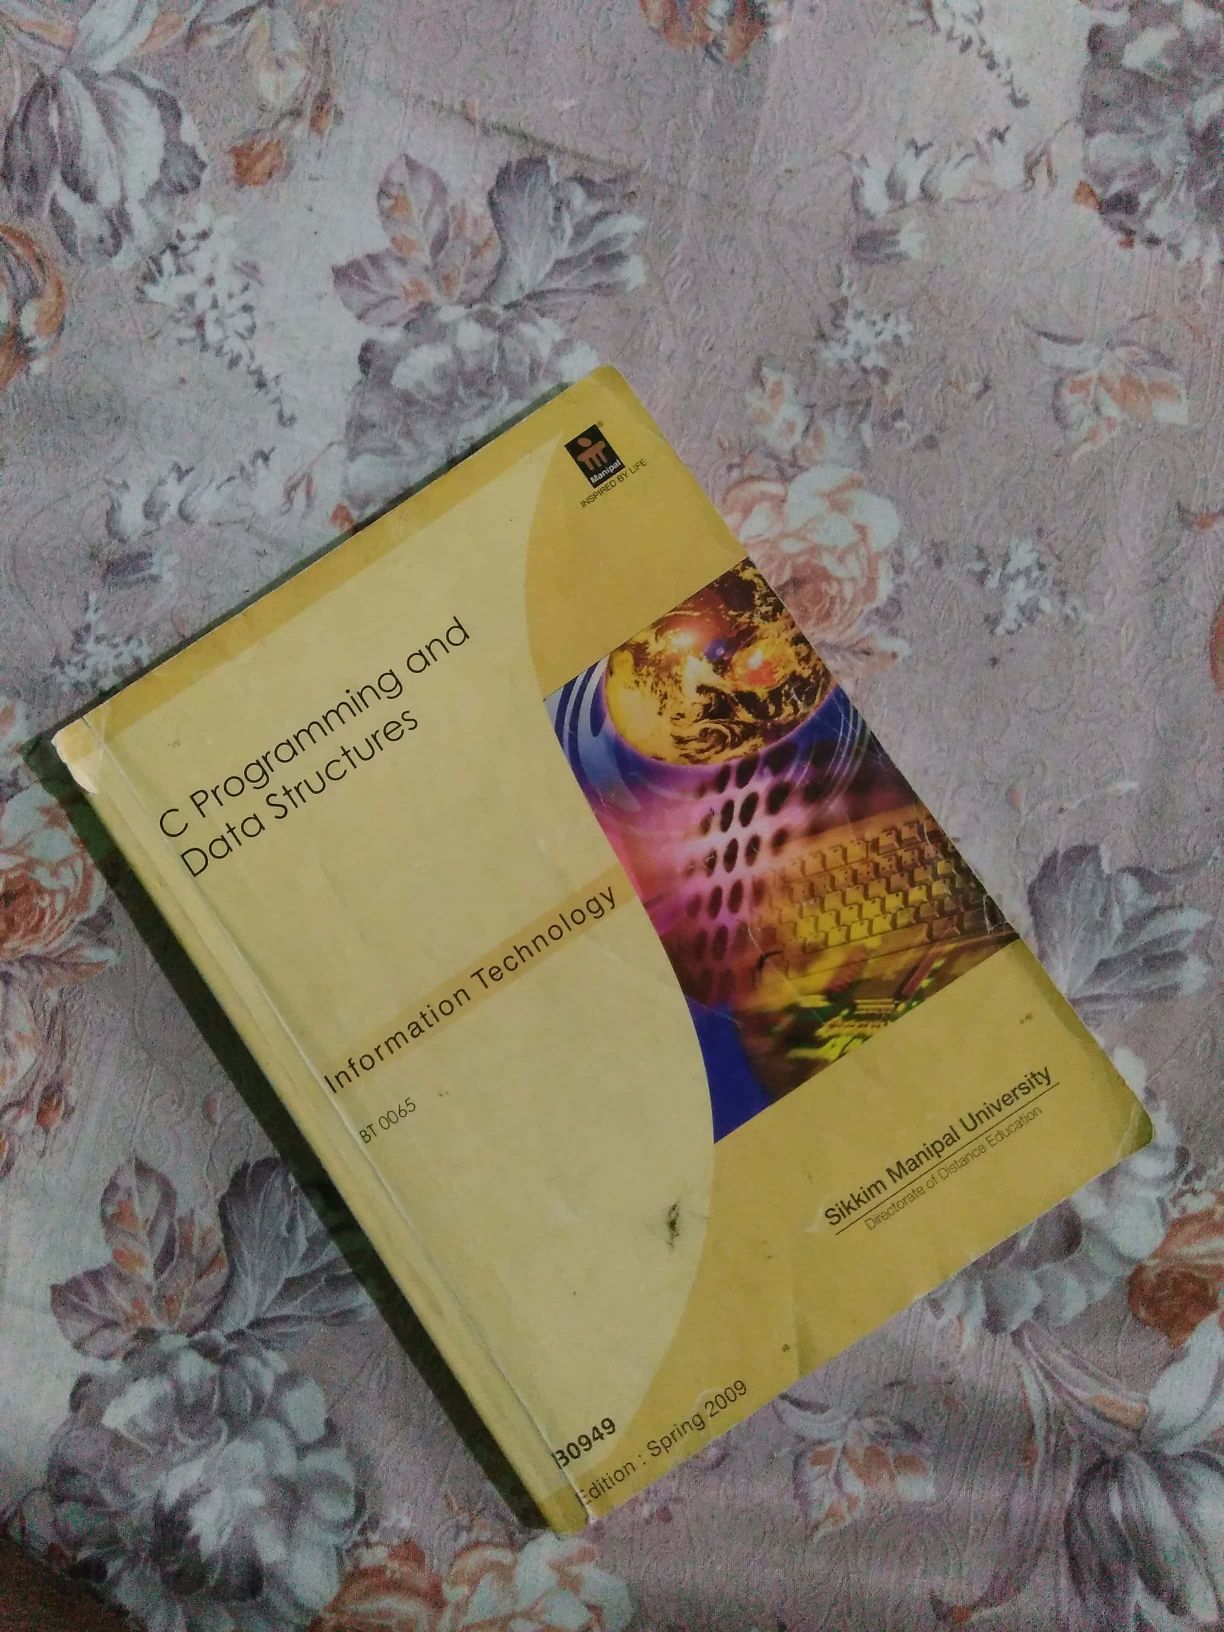 Manipal
INSPIRED BY LIFE
C Programming and
Data Structures
Information Technology
BT 0065
Sikkim Manipal University
Directorate of Distance Education
B0949
Edition : Spring 2009